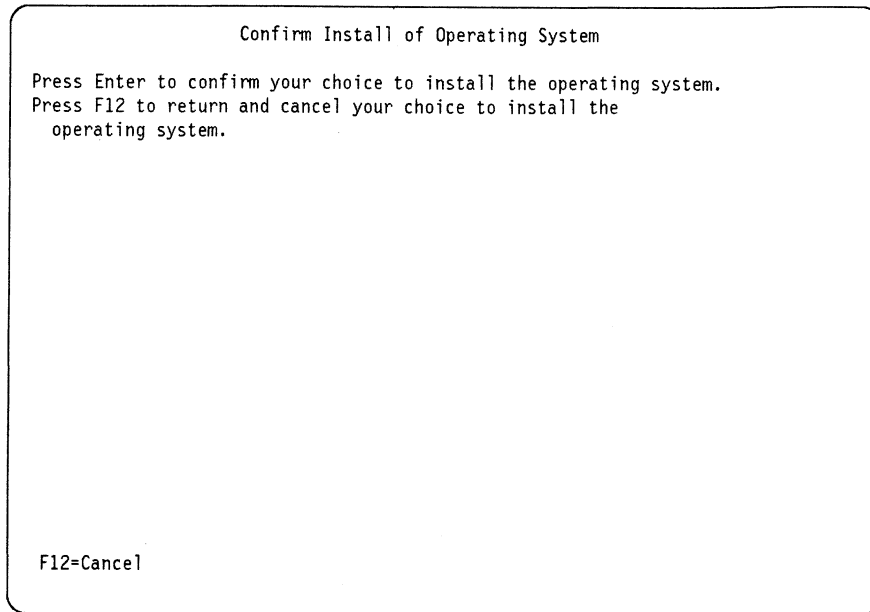 Confirm Install of Operating System
Press Enter to confirm your choice to install the operating system.
Press F12 to return and cancel your choice to install the
operating system.
F12=Cancel